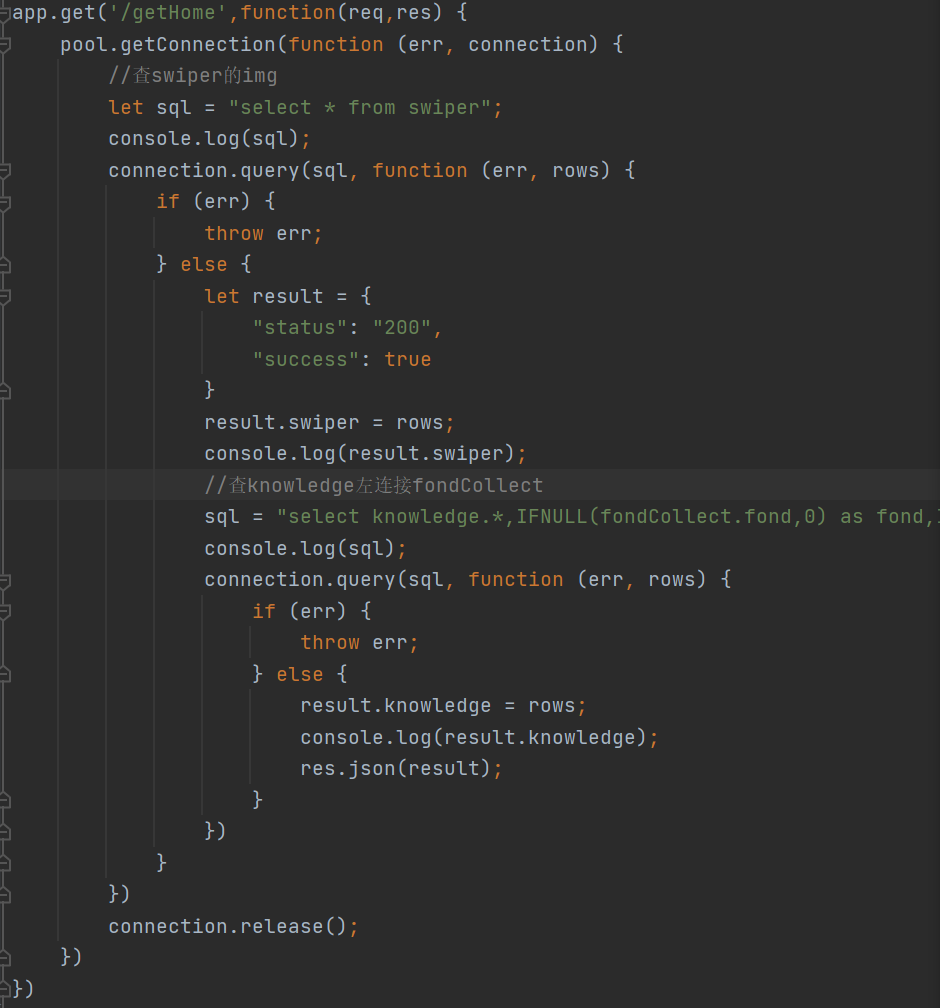 app.get('/getHome',function(req,res) {
    pool.getConnection(function (err, connection) {
        //查swiper的img
        let sql = "select * from swiper";
        console.log(sql);
        connection.query(sql, function (err, rows) {
            if (err) {
                throw err;
            } else {
                let result = {
                    "status": "200",
                    "success": true
                }
                result.swiper = rows;
                console.log(result.swiper);
                //查knowledge左连接fondCollect
                sql = "select knowledge.*,IFNULL(fondCollect.fond,0) as fond,
                console.log(sql);
                connection.query(sql, function (err, rows) {
                    if (err) {
                        throw err;
                    } else {
                        result.knowledge = rows;
                        console.log(result.knowledge);
                        res.json(result);
                    }
                })
            }
        })
        connection.release();
    })
})